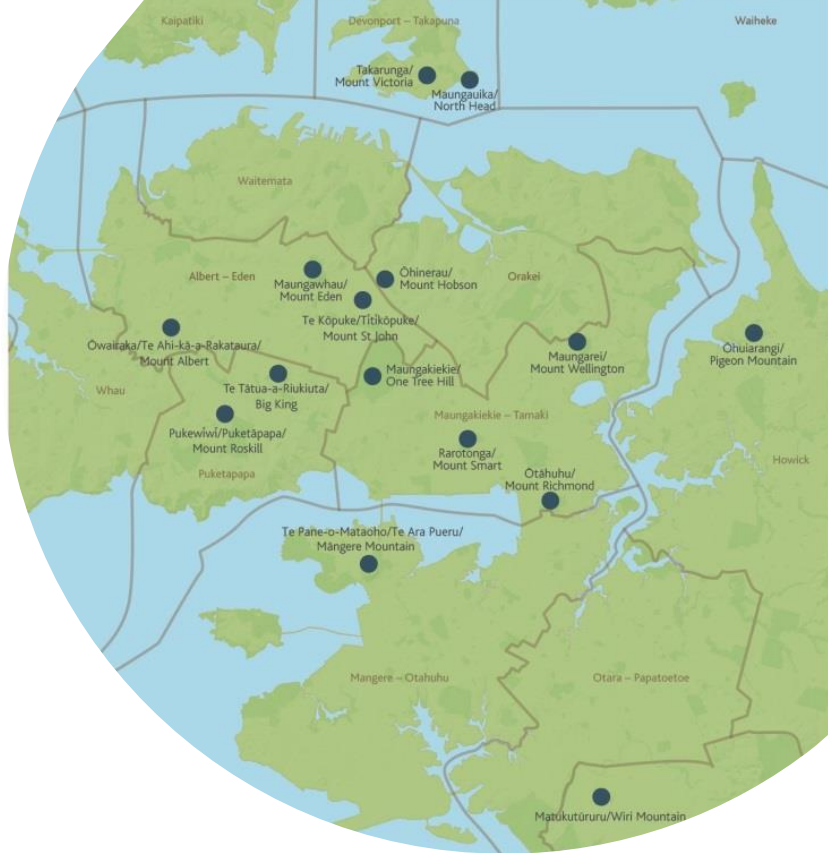 Kaipatiki
Devonport – Takapuna
Waiheke
Takarunga/
Mount Victoria
Maungauika/
North Head
Waitemata
Albert – Eden
Maungawhau/
Mount Eden
Ōhinerau/
Mount Hobson
Orakei
Te Kōpuke/Tītīkōpuke/
Mount St John
Ōwairaka/Te Ahi-kā-a-Rakataura/
Mount Albert
Maungarei/
Mount Wellington
Ōhuiarangi/
Pigeon Mountain
Whau
Te Tātua-a-Riukiuta/
Big King
Maungakiekie/
One Tree Hill
Pukewīwī/Puketāpapa/
Mount Roskill
Maungakiekie – Tamaki
Puketapapa
Rarotonga/
Mount Smart
Howick
Ōtāhuhu/
Mount Richmond
Te Pane-o-Mataoho/Te Ara Pueru/
Māngere Mountain
Mangere – Otahuhu
Otara – Papatoetoe
Matukutūruru/Wiri Mountain